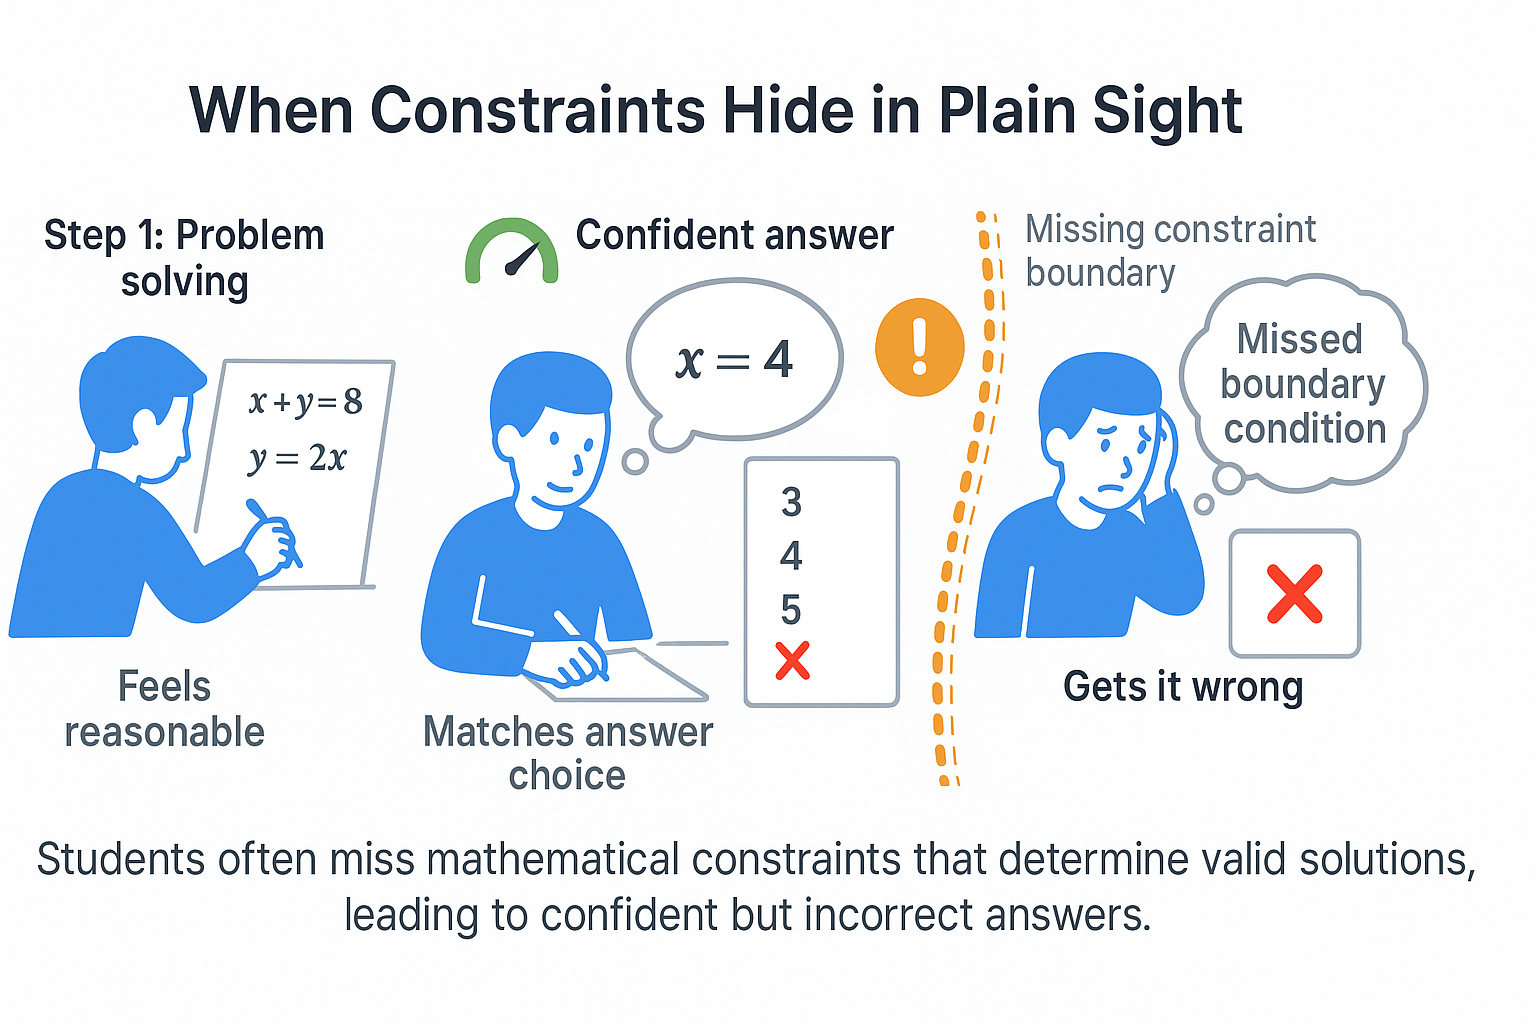 When Constraints Hide in Plain Sight
Step 1: Problem
solving
x + y = 8
y = 2x
Feels
reasonable
Confident answer
x = 4
!
3
4
5
Matches answer
choice
Missing constraint
boundary
Missed
boundary
condition
Gets it wrong
Students often miss mathematical constraints that determine valid solutions,
leading to confident but incorrect answers.